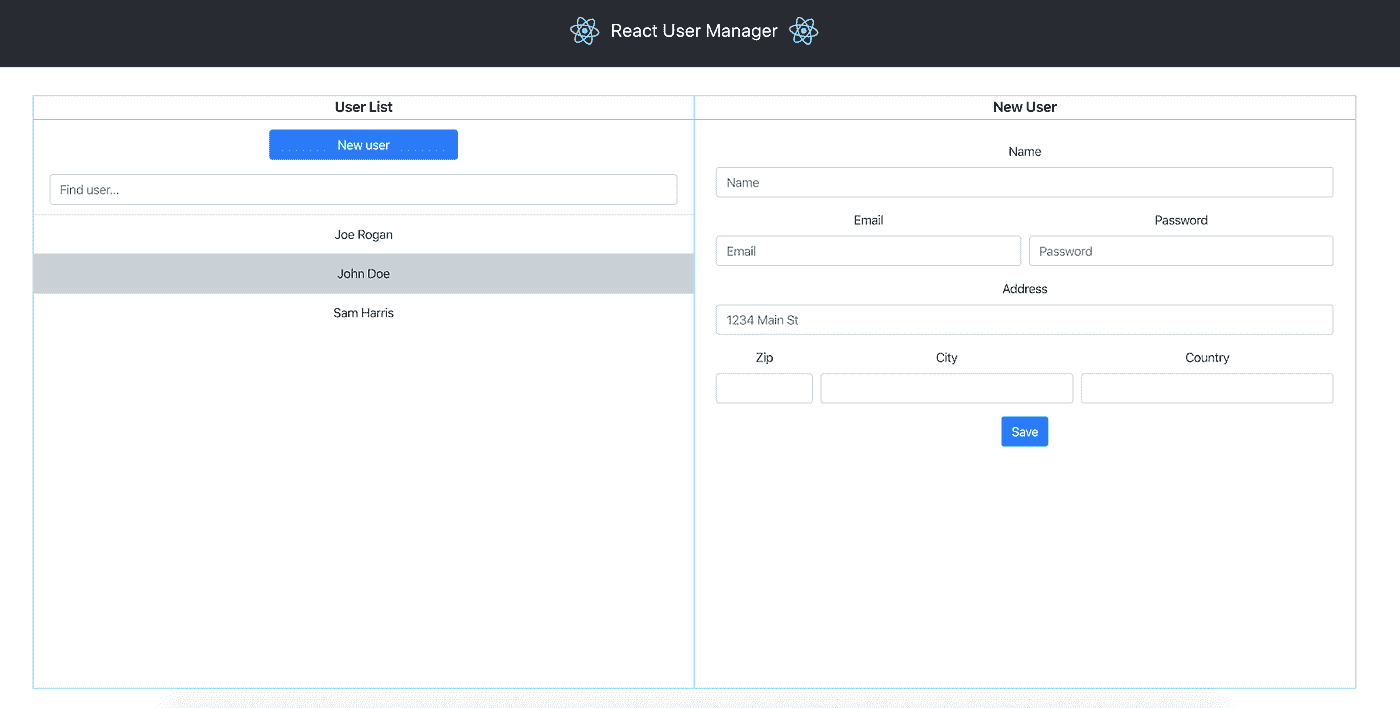 React User Manager
User List
New user
Find user...
Joe Rogan
John Doe
Sam Harris
New User
Name
Name
Email Password
Email Password
Address
1234 Main St
Zip City Country
Save